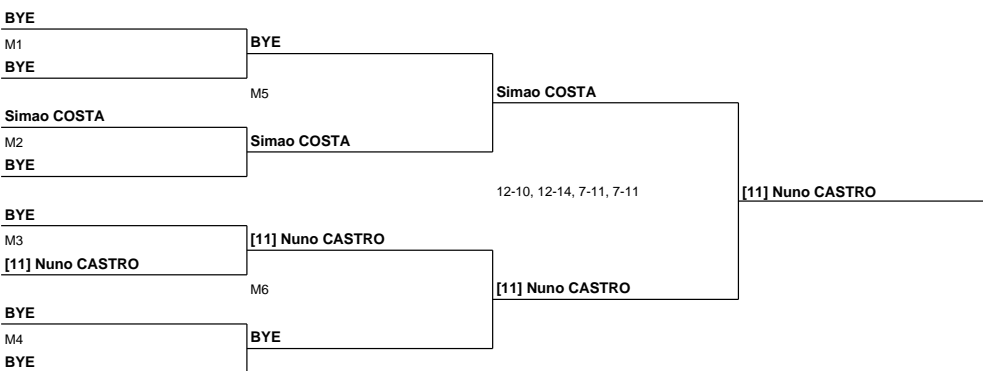 BYE
M1
BYE
BYE
M5
Simao COSTA
Simao COSTA
M2
BYE
Simao COSTA
12-10, 12-14, 7-11, 7-11
[11] Nuno CASTRO
BYE
M3
[11] Nuno CASTRO
[11] Nuno CASTRO
M6
[11] Nuno CASTRO
BYE
M4
BYE
BYE